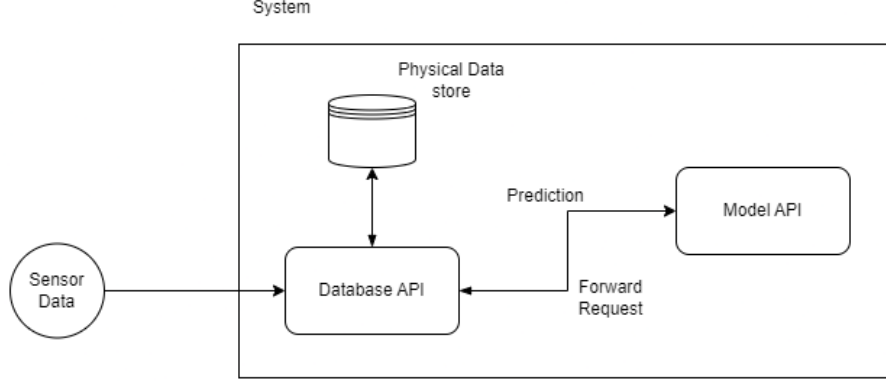 System
Physical Data
store
Prediction
Model API
Sensor
Data
Database API
Forward
Request